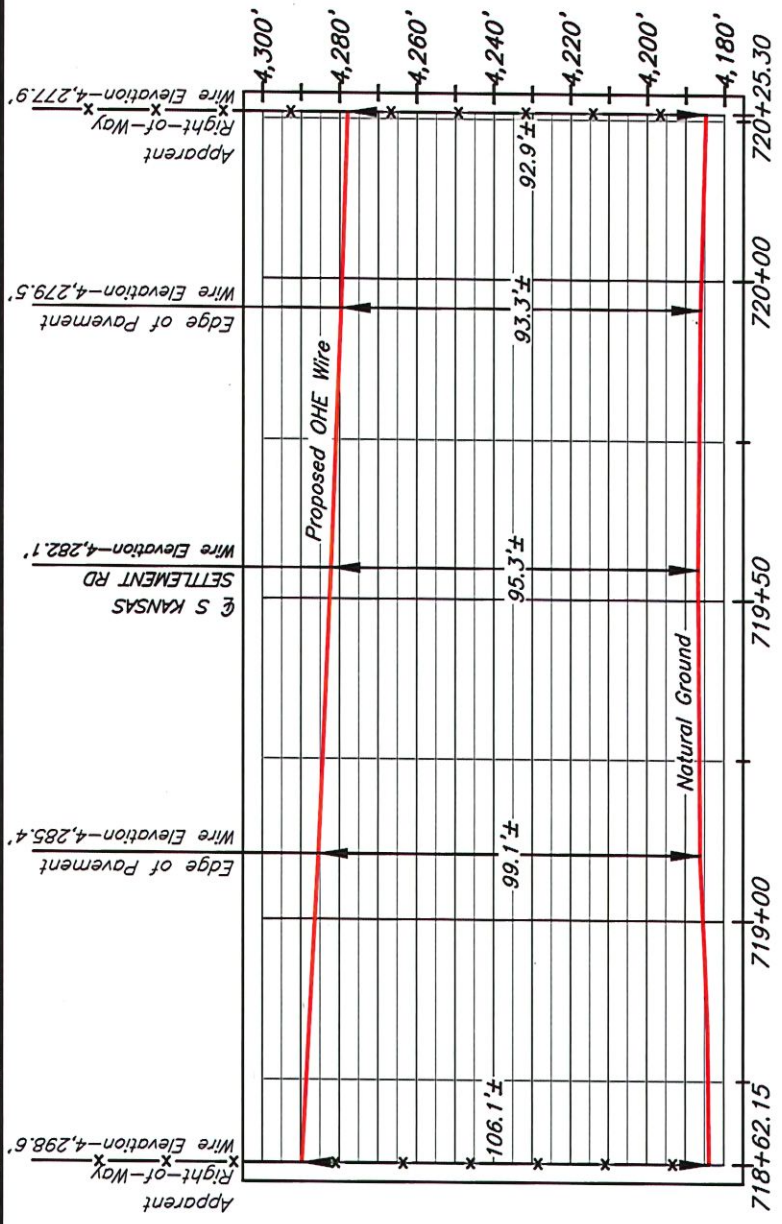 Apparent
Right-of-Way
Wire Elevation-4,298.6'
Edge of Pavement
Wire Elevation-4,285.4'
℄ S KANSAS
SETTLEMENT RD
Wire Elevation-4,282.1'
Edge of Pavement
Wire Elevation-4,279.5'
Apparent
Right-of-Way
Wire Elevation-4,277.9'
4,300'
4,280'
4,260'
4,240'
4,220'
4,200'
4,180'
Proposed OHE Wire
106.1'±
99.1'±
95.3'±
93.3'±
92.9'±
Natural Ground
718+62.15
719+00
719+50
720+00
720+25.30